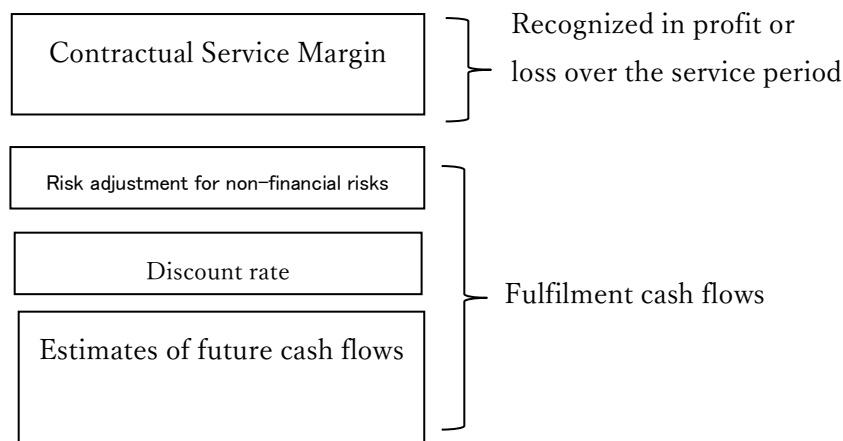 Contractual Service Margin
Recognized in profit or
loss over the service period
Risk adjustment for non-financial risks
Discount rate
Estimates of future cash flows
Fulfilment cash flows